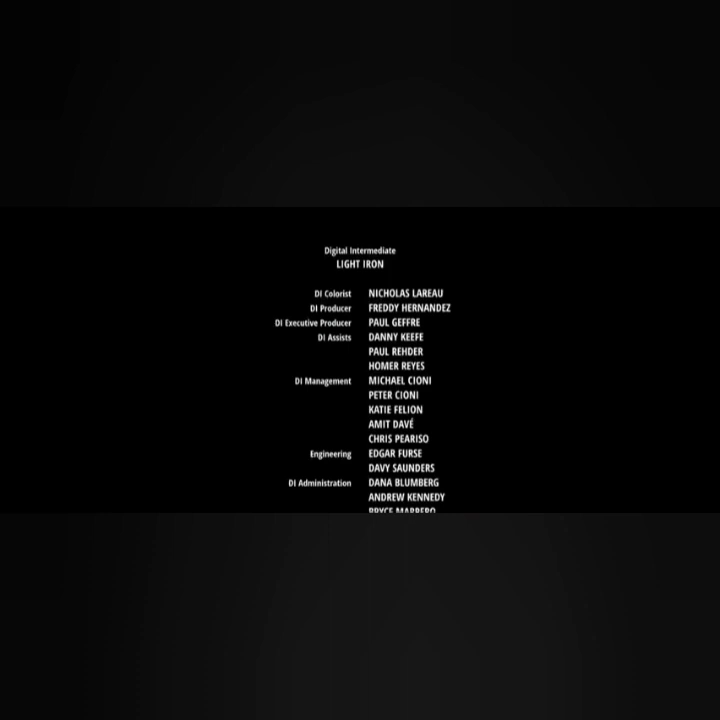 Digital Intermediate
LIGHT IRON
DI Colorist NICHOLAS LAREAU
DI Producer FREDDY HERNANDEZ
DI Executive Producer PAUL GEFFRE
DI Assists DANNY KEEFE
PAUL REHDER
HOMER REYES
DI Management MICHAEL CIONI
PETER CIONI
KATIE FELION
AMIT DAVÉ
CHRIS PEARISO
Engineering EDGAR FURSE
DAVY SAUNDERS
DI Administration DANA BLUMBERG
ANDREW KENNEDY